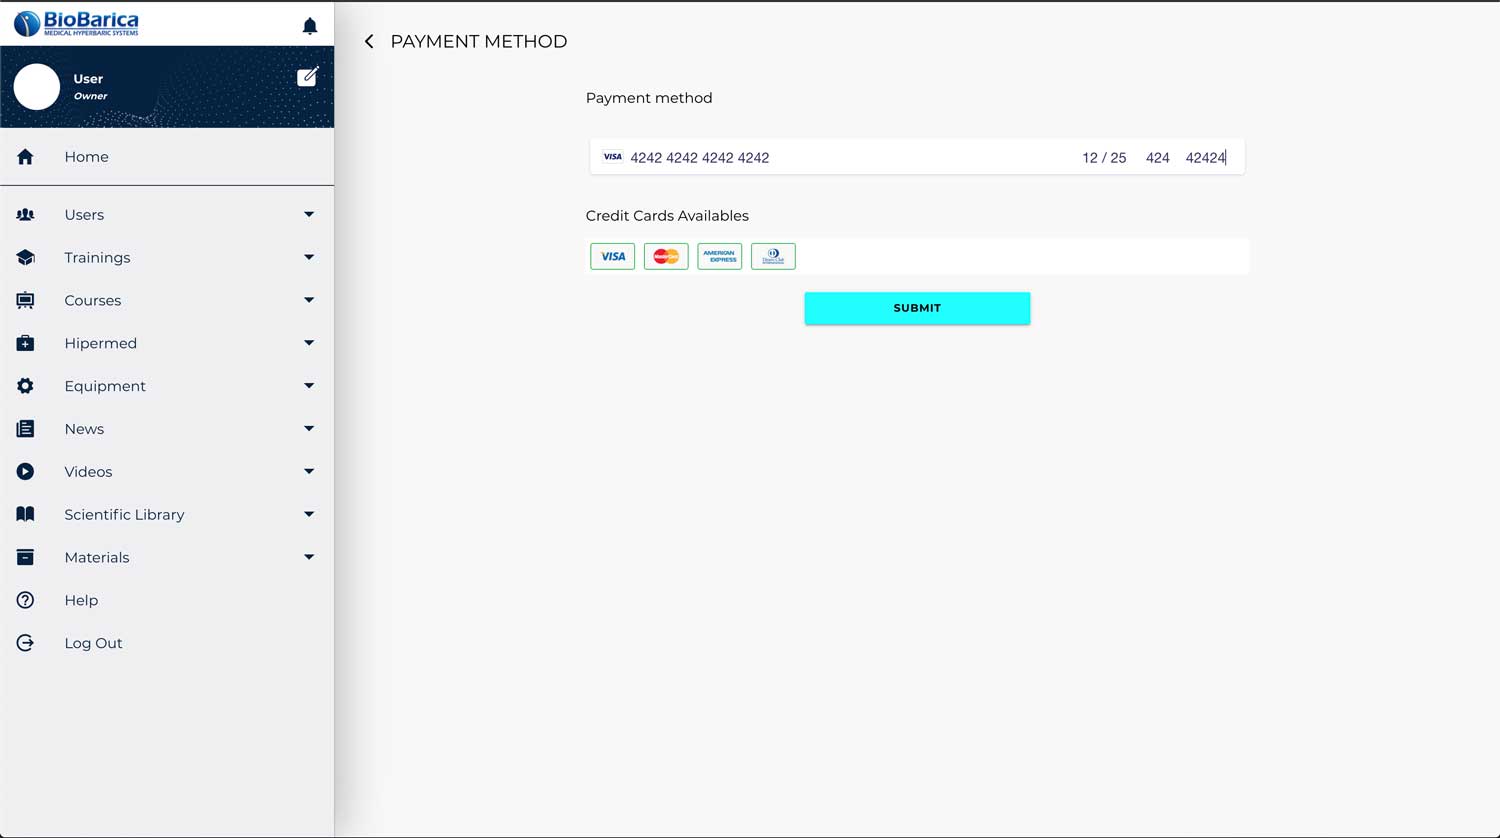 BioBarica
MEDICAL HYPERBARIC SYSTEMS
User
Owner
Home
Users
Trainings
Courses
Hipermed
Equipment
News
Videos
Scientific Library
Materials
Help
Log Out
PAYMENT METHOD
Payment method
VISA 4242 4242 4242 4242 12 / 25 424 42424
Credit Cards Availables
VISA MasterCard AMERICAN EXPRESS Diners Club
SUBMIT